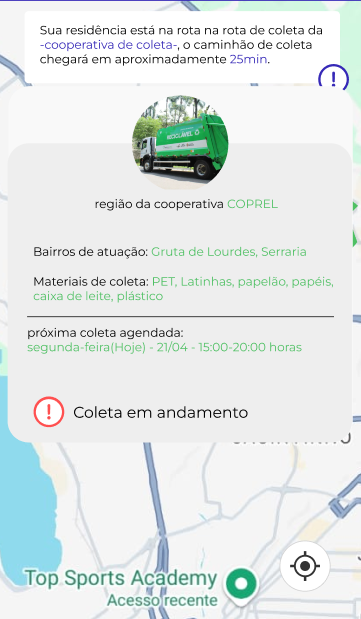 Sua residência está na rota na rota de coleta da
-cooperativa de coleta-, o caminhão de coleta
chegará em aproximadamente 25min.
RECICLÁVEL
região da cooperativa COPREL
Bairros de atuação: Gruta de Lourdes, Serraria
Materiais de coleta: PET, Latinhas, papelão, papéis,
caixa de leite, plástico
próxima coleta agendada:
segunda-feira(Hoje) - 21/04 - 15:00-20:00 horas
Coleta em andamento
Top Sports Academy
Acesso recente